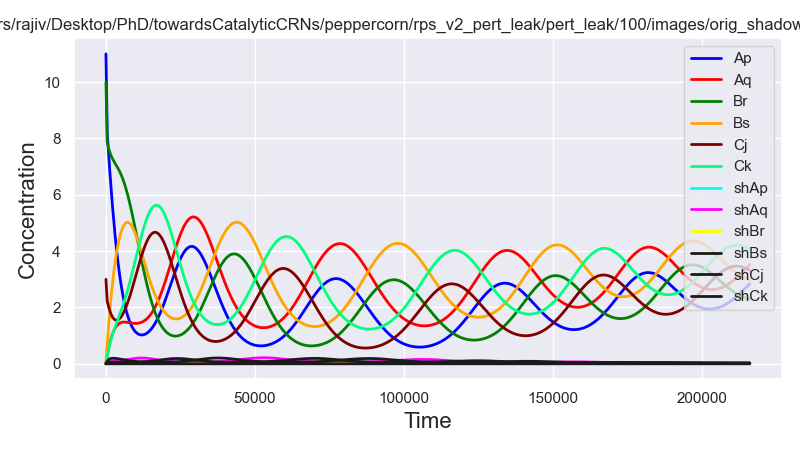 rs/rajiv/Desktop/PhD/towardsCatalyticCRNs/peppercorn/rps_v2_pert_leak/pert_leak/100/images/orig_shadow
Concentration
10
8
6
4
2
0
0 50000 100000 150000 200000
Time
Ap
Aq
Br
Bs
Cj
Ck
shAp
shAq
shBr
shBs
shCj
shCk